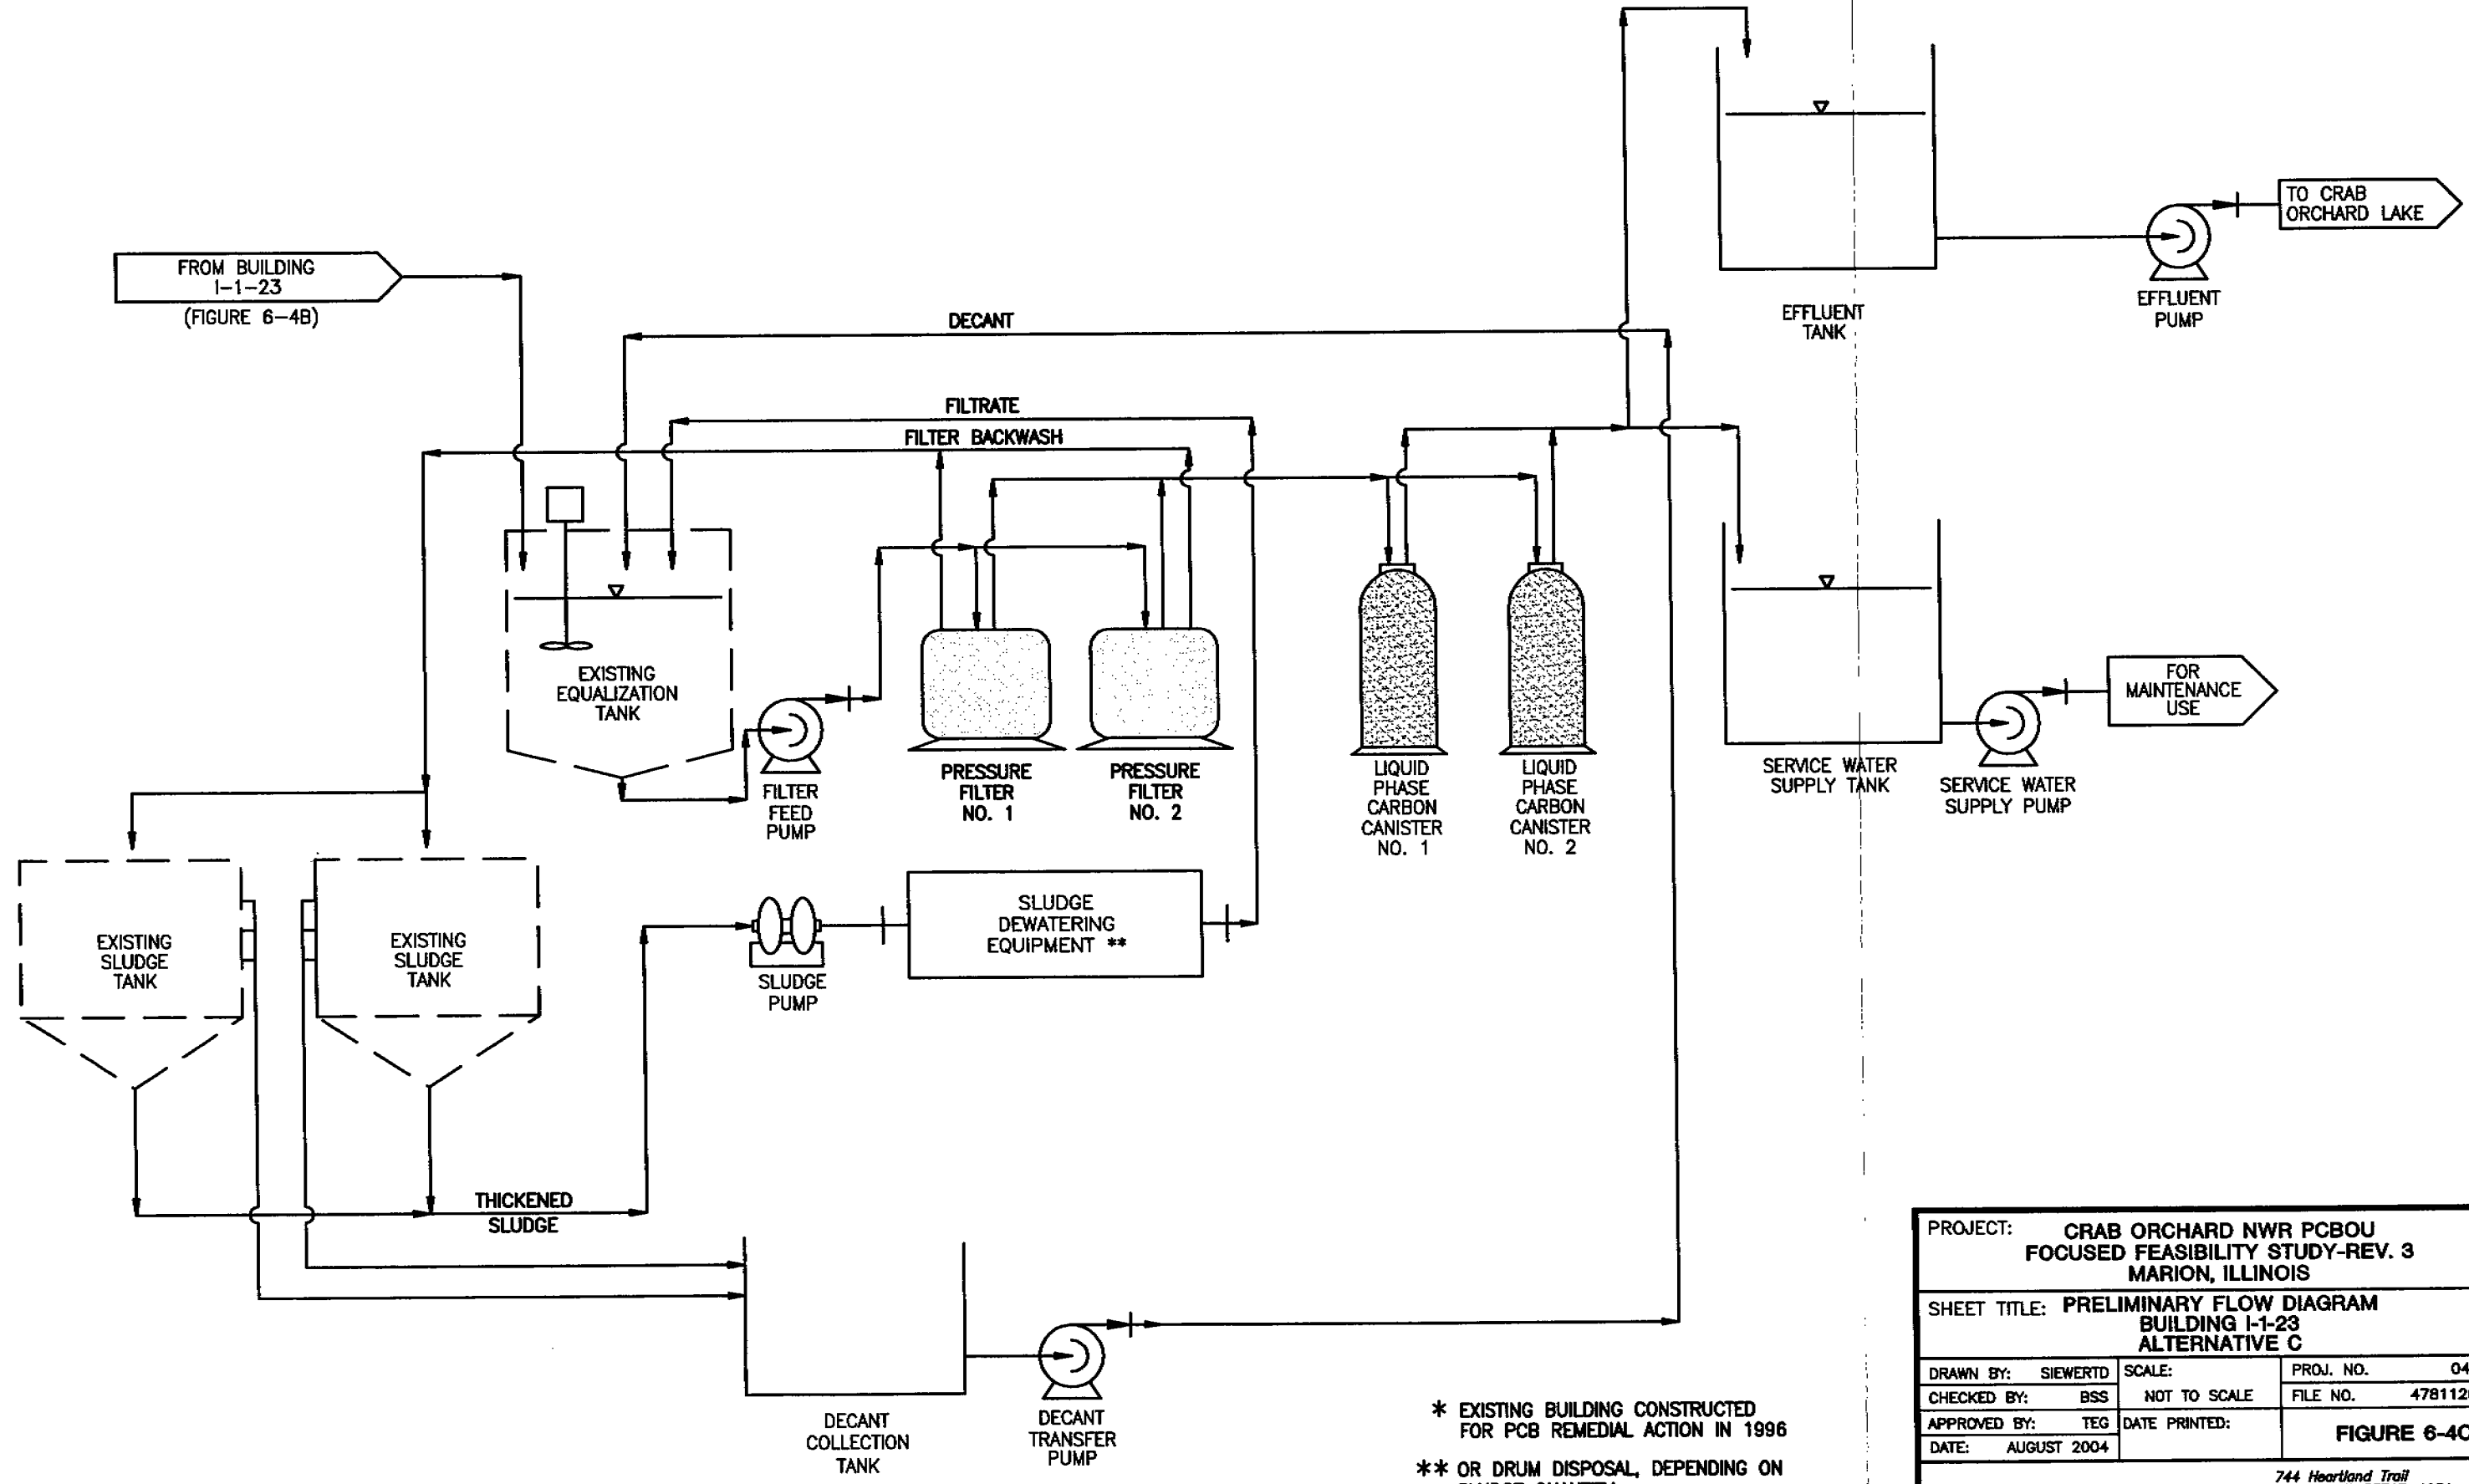 TO CRAB
ORCHARD LAKE
EFFLUENT
PUMP
EFFLUENT
TANK
FROM BUILDING
I-1-23
(FIGURE 6-4B)
DECANT
FILTRATE
FILTER BACKWASH
EXISTING
EQUALIZATION
TANK
FILTER
FEED
PUMP
PRESSURE
FILTER
NO. 1
PRESSURE
FILTER
NO. 2
LIQUID
PHASE
CARBON
CANISTER
NO. 1
LIQUID
PHASE
CARBON
CANISTER
NO. 2
SERVICE WATER
SUPPLY TANK
SERVICE WATER
SUPPLY PUMP
FOR
MAINTENANCE
USE
EXISTING
SLUDGE
TANK
EXISTING
SLUDGE
TANK
SLUDGE
PUMP
SLUDGE
DEWATERING
EQUIPMENT **
THICKENED
SLUDGE
DECANT
COLLECTION
TANK
DECANT
TRANSFER
PUMP
* EXISTING BUILDING CONSTRUCTED
FOR PCB REMEDIAL ACTION IN 1996
** OR DRUM DISPOSAL, DEPENDING ON
PROJECT: CRAB ORCHARD NWR PCBOU
FOCUSED FEASIBILITY STUDY-REV. 3
MARION, ILLINOIS
SHEET TITLE: PRELIMINARY FLOW DIAGRAM
BUILDING I-1-23
ALTERNATIVE C
DRAWN BY: SIEWERTD
SCALE:
PROJ. NO. 04
CHECKED BY: BSS
NOT TO SCALE
FILE NO. 4781120
APPROVED BY: TEG
DATE PRINTED:
FIGURE 6-4C
DATE: AUGUST 2004
744 Heartland Trail